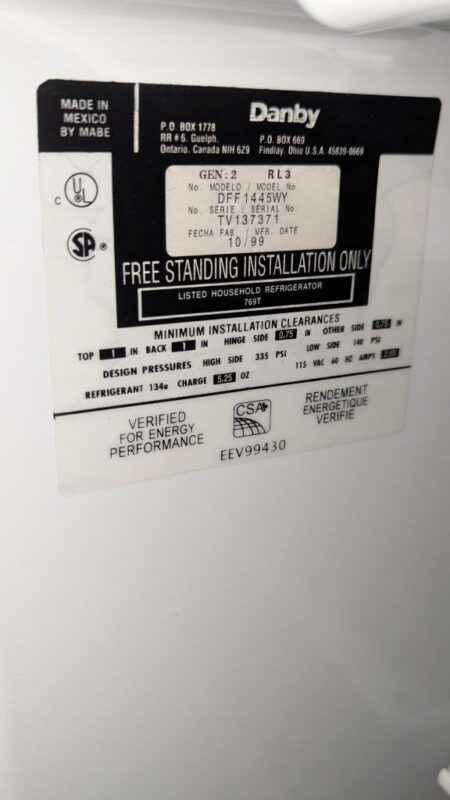 MADE IN
MEXICO
BY MABE
Danby
P.O. BOX 1778
RR # 6. Guelph.
Ontario. Canada NIH 6Z9
P.O. BOX 669
Findlay, Ohio U.S.A. 45839-0669
GEN: 2 RL3
No. MODELO / MODEL No
DFF1445WY
No. SERIE / SERIAL No
TV137371
FECHA FAB / MFR. DATE
10/99
C UL
SP ®
FREE STANDING INSTALLATION ONLY
LISTED HOUSEHOLD REFRIGERATOR
769T
MINIMUM INSTALLATION CLEARANCES
TOP 1 IN BACK 1 IN HINGE SIDE 0.75 IN OTHER SIDE 0.75 IN
DESIGN PRESSURES HIGH SIDE 335 PSI LOW SIDE 140 PSI
REFRIGERANT 134a CHARGE 5.25 OZ 115 VAC 60 HZ AMPS
VERIFIED
FOR ENERGY
PERFORMANCE
CSA
EEV99430
RENDEMENT
ENERGETIQUE
VERIFIÉ